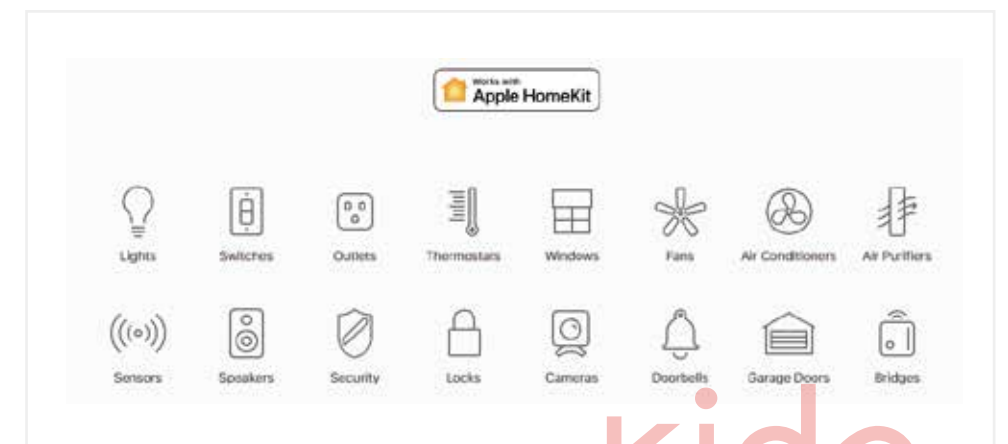 Works with
Apple HomeKit
Lights Switches Outlets Thermostats Windows Fans Air Conditioners Air Purifiers
Sensors Speakers Security Locks Cameras Doorbells Garage Doors Bridges
kide